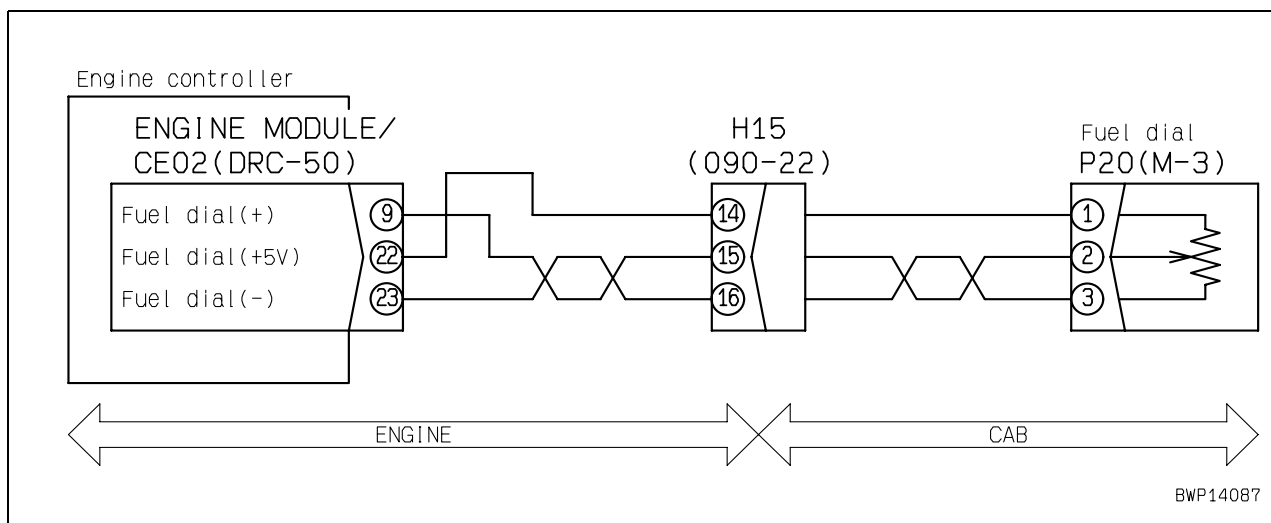 Engine controller
ENGINE MODULE/
CE02(DRC-50)
H15
(090-22)
Fuel dial
P20(M-3)
Fuel dial(+)
9
14
1
Fuel dial(+5V)
22
15
2
Fuel dial(-)
23
16
3
ENGINE
CAB
BWP14087